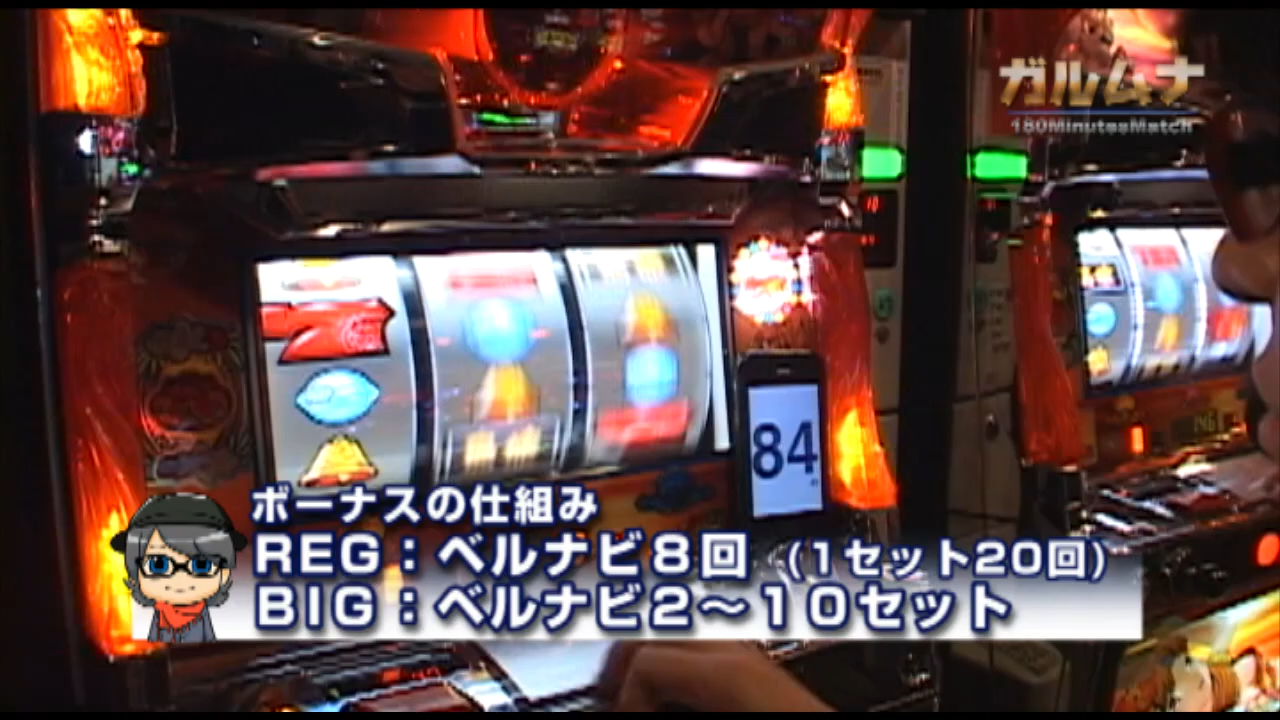 ガルムナ
180MinutesMatch
84
ボーナスの仕組み
REG：ベルナビ8回 (1セット20回)
BIG：ベルナビ2～10セット